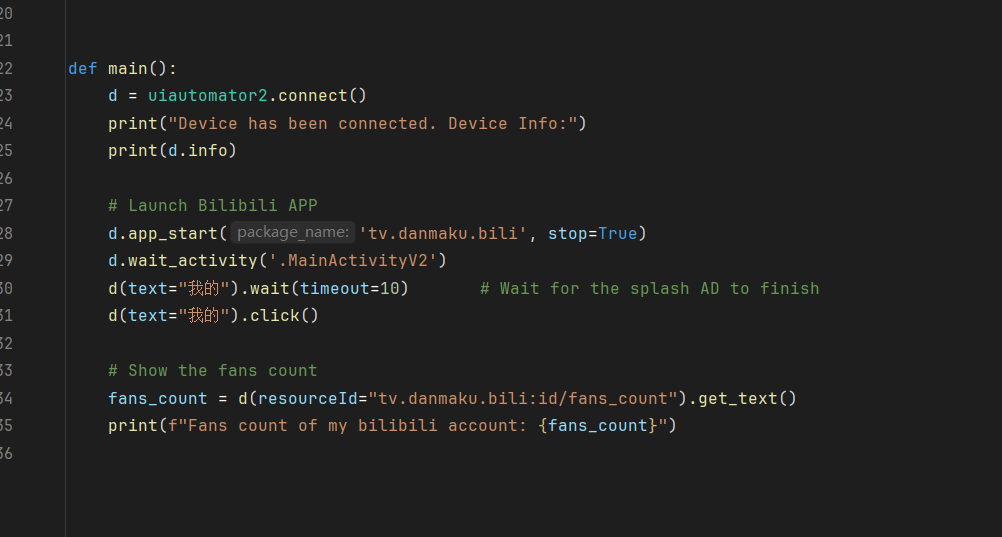 20
21
22 def main():
23 d = uiautomator2.connect()
24 print("Device has been connected. Device Info:")
25 print(d.info)
26
27 # Launch Bilibili APP
28 d.app_start( package_name: 'tv.danmaku.bili', stop=True)
29 d.wait_activity('.MainActivityV2')
30 d(text="我的").wait(timeout=10) # Wait for the splash AD to finish
31 d(text="我的").click()
32
33 # Show the fans count
34 fans_count = d(resourceId="tv.danmaku.bili:id/fans_count").get_text()
35 print(f"Fans count of my bilibili account: {fans_count}")
36